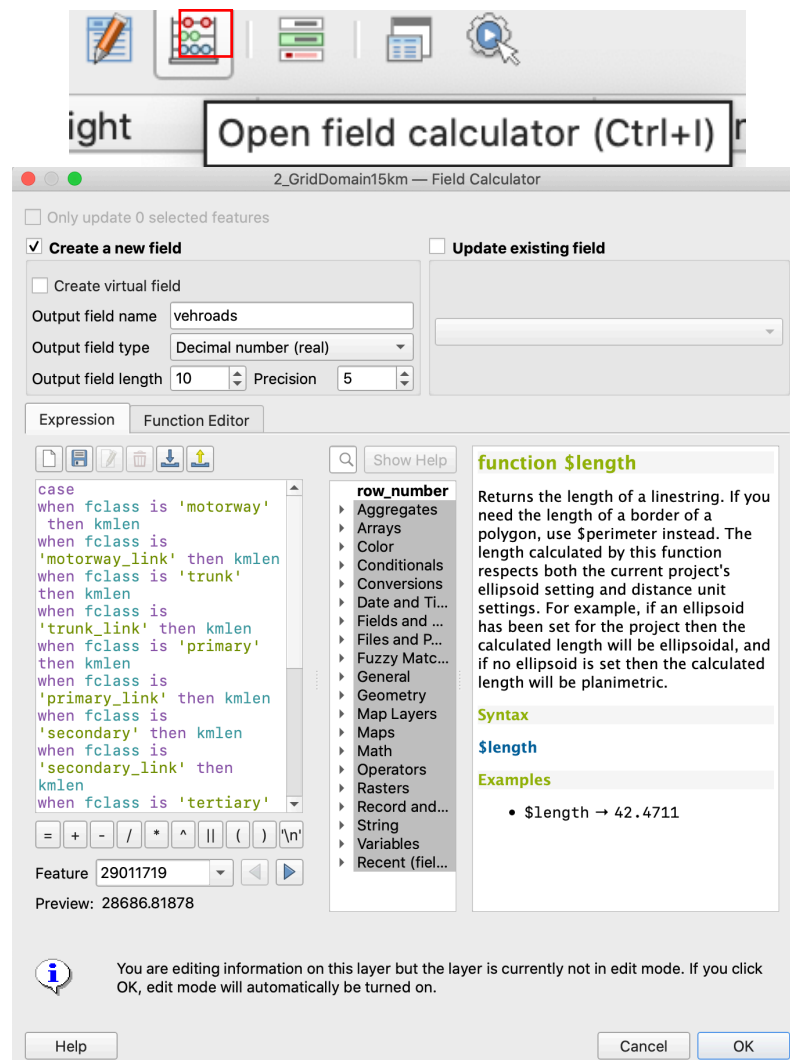 ight
Open field calculator (Ctrl+I)
2_GridDomain15km — Field Calculator
Only update 0 selected features
Create a new field
Update existing field
Create virtual field
Output field name vehroads
Output field type Decimal number (real)
Output field length 10 Precision 5
Expression Function Editor
Show Help
case
when fclass is 'motorway'
then kmlen
when fclass is
'motorway_link' then kmlen
when fclass is 'trunk'
then kmlen
when fclass is
'trunk_link' then kmlen
when fclass is 'primary'
then kmlen
when fclass is
'primary_link' then kmlen
when fclass is
'secondary' then kmlen
when fclass is
'secondary_link' then
kmlen
when fclass is 'tertiary'
= + - / * ^ || ( ) '\n'
Feature 29011719
Preview: 28686.81878
row_number
Aggregates
Arrays
Color
Conditionals
Conversions
Date and Ti...
Fields and ...
Files and P...
Fuzzy Matc...
General
Geometry
Map Layers
Maps
Math
Operators
Rasters
Record and...
String
Variables
Recent (fiel...
function $length
Returns the length of a linestring. If you
need the length of a border of a
polygon, use $perimeter instead. The
length calculated by this function
respects both the current project's
ellipsoid setting and distance unit
settings. For example, if an ellipsoid
has been set for the project then the
calculated length will be ellipsoidal, and
if no ellipsoid is set then the calculated
length will be planimetric.
Syntax
$length
Examples
• $length → 42.4711
You are editing information on this layer but the layer is currently not in edit mode. If you click
OK, edit mode will automatically be turned on.
Help
Cancel
OK